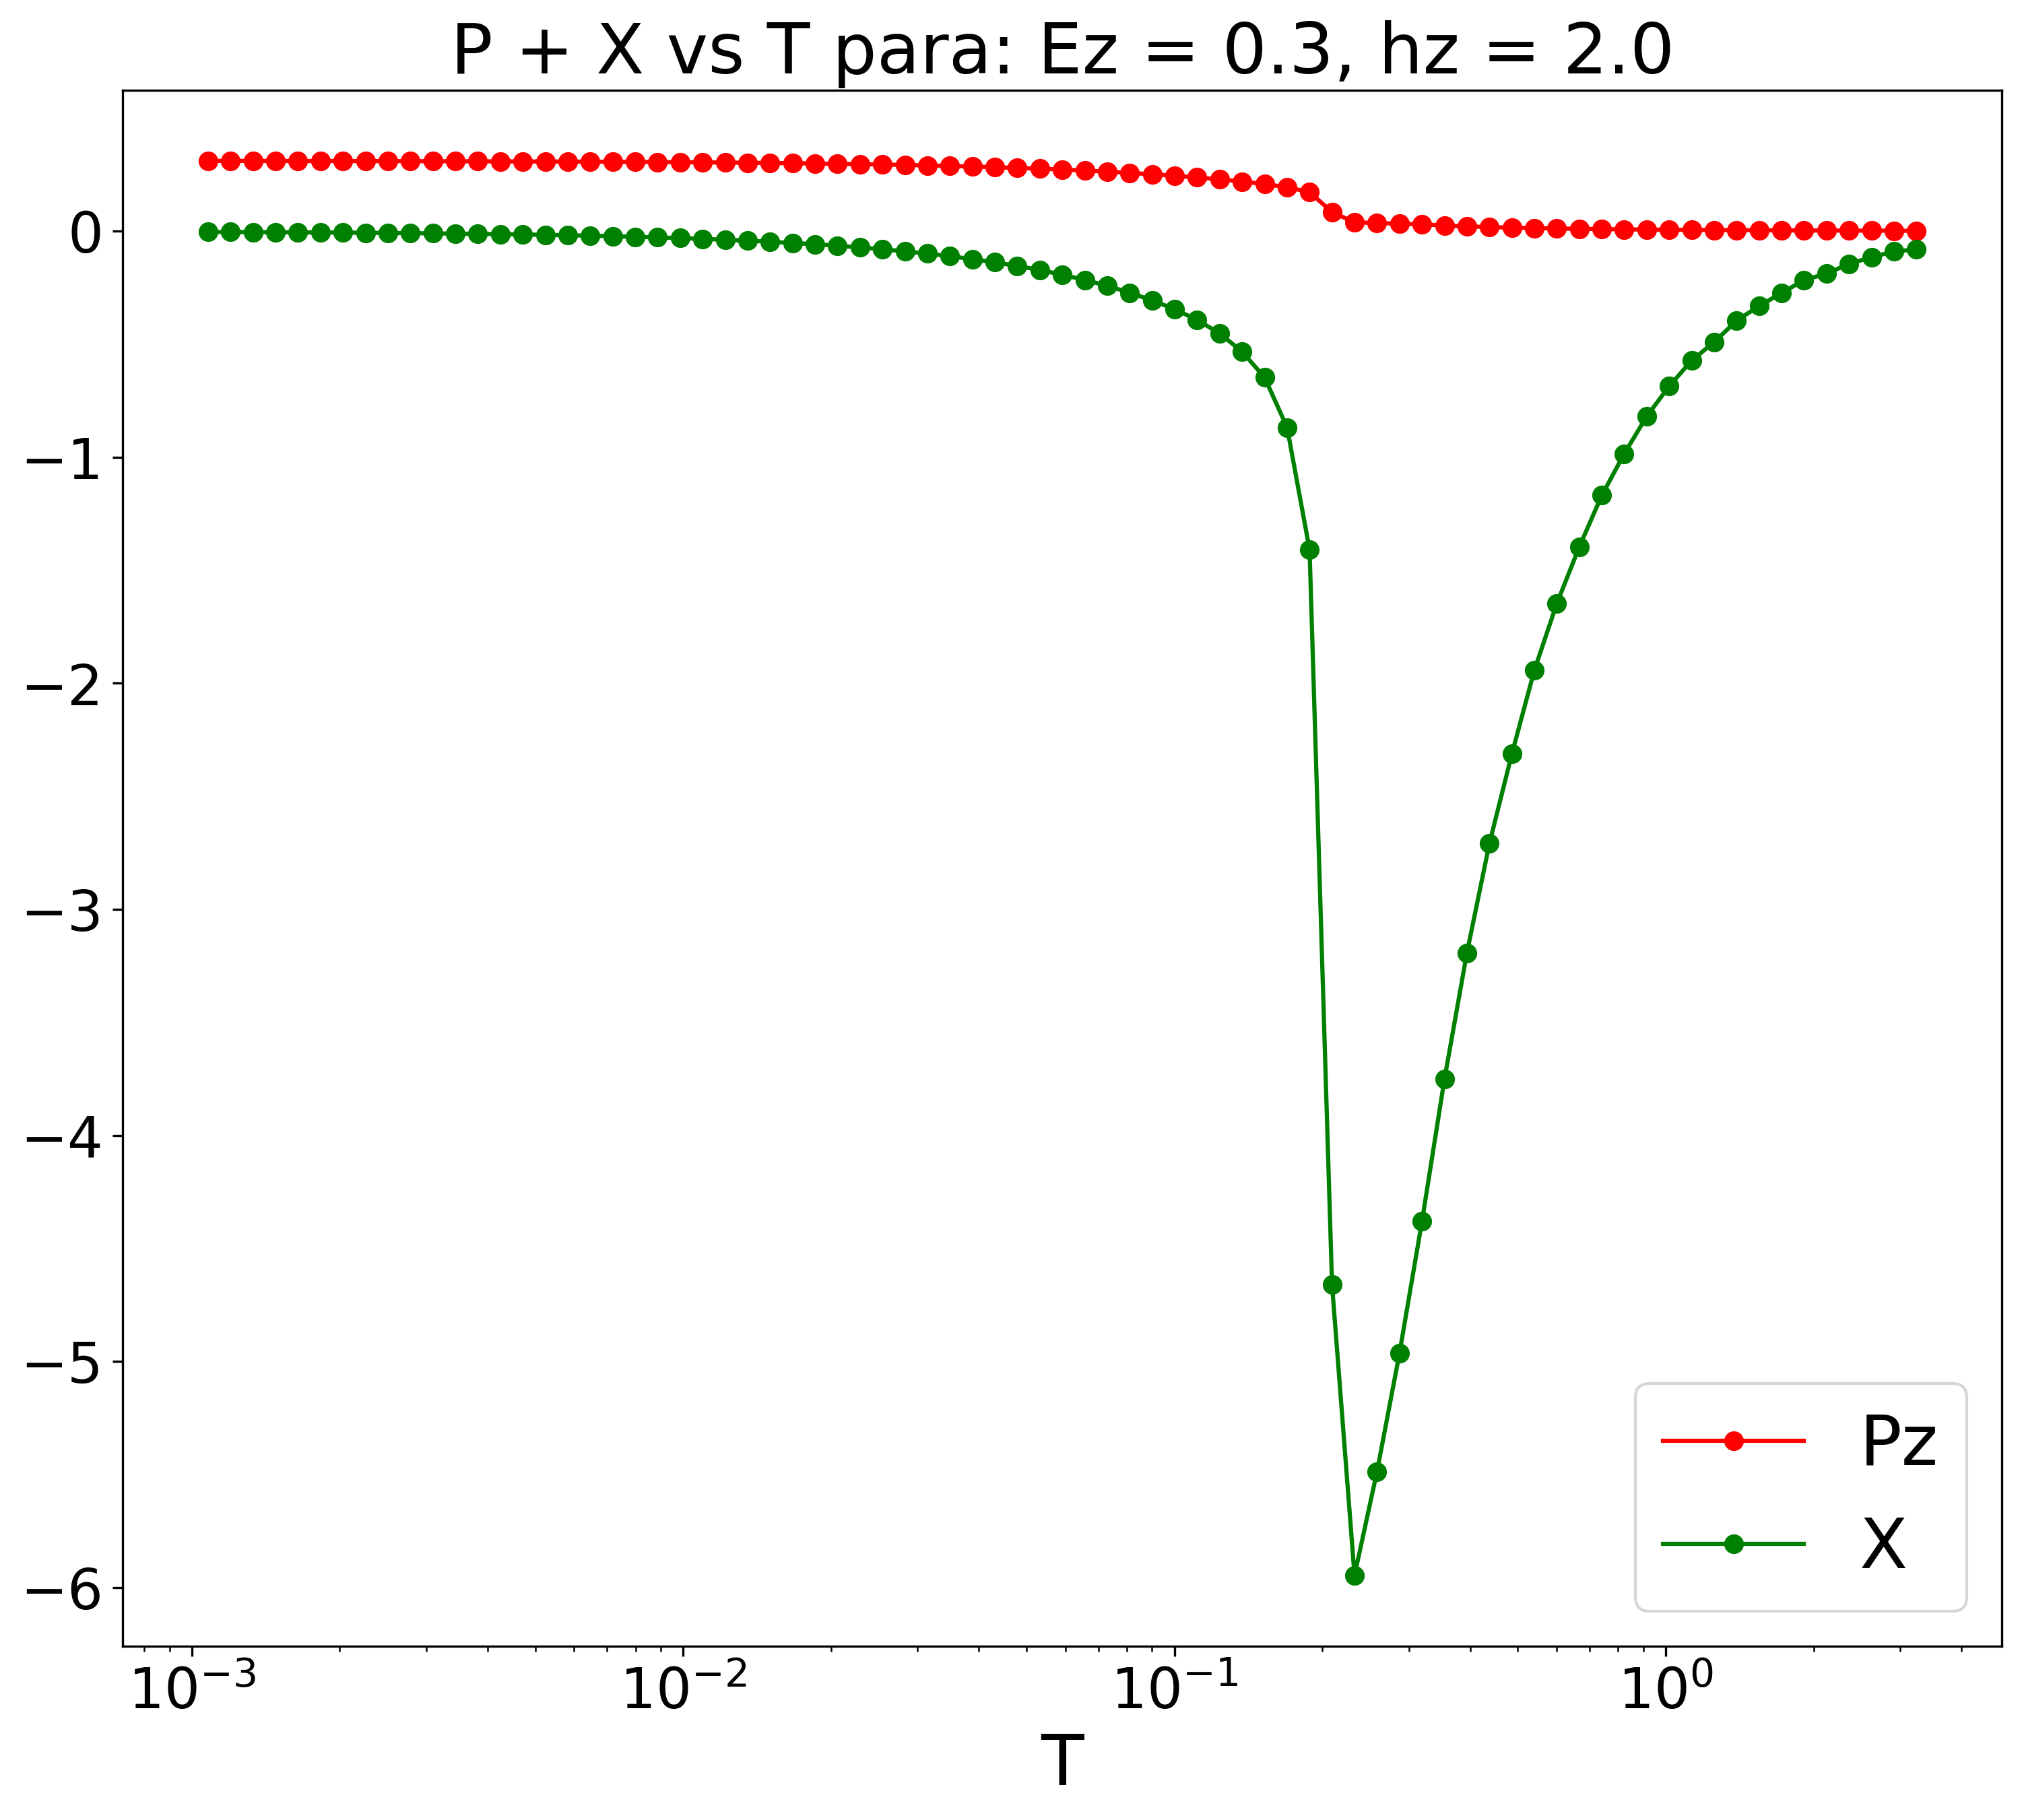 P + X vs T para: Ez = 0.3, hz = 2.0
0
−1
−2
−3
−4
−5
−6
Pz
X
10⁻³ 10⁻² 10⁻¹ 10⁰
T